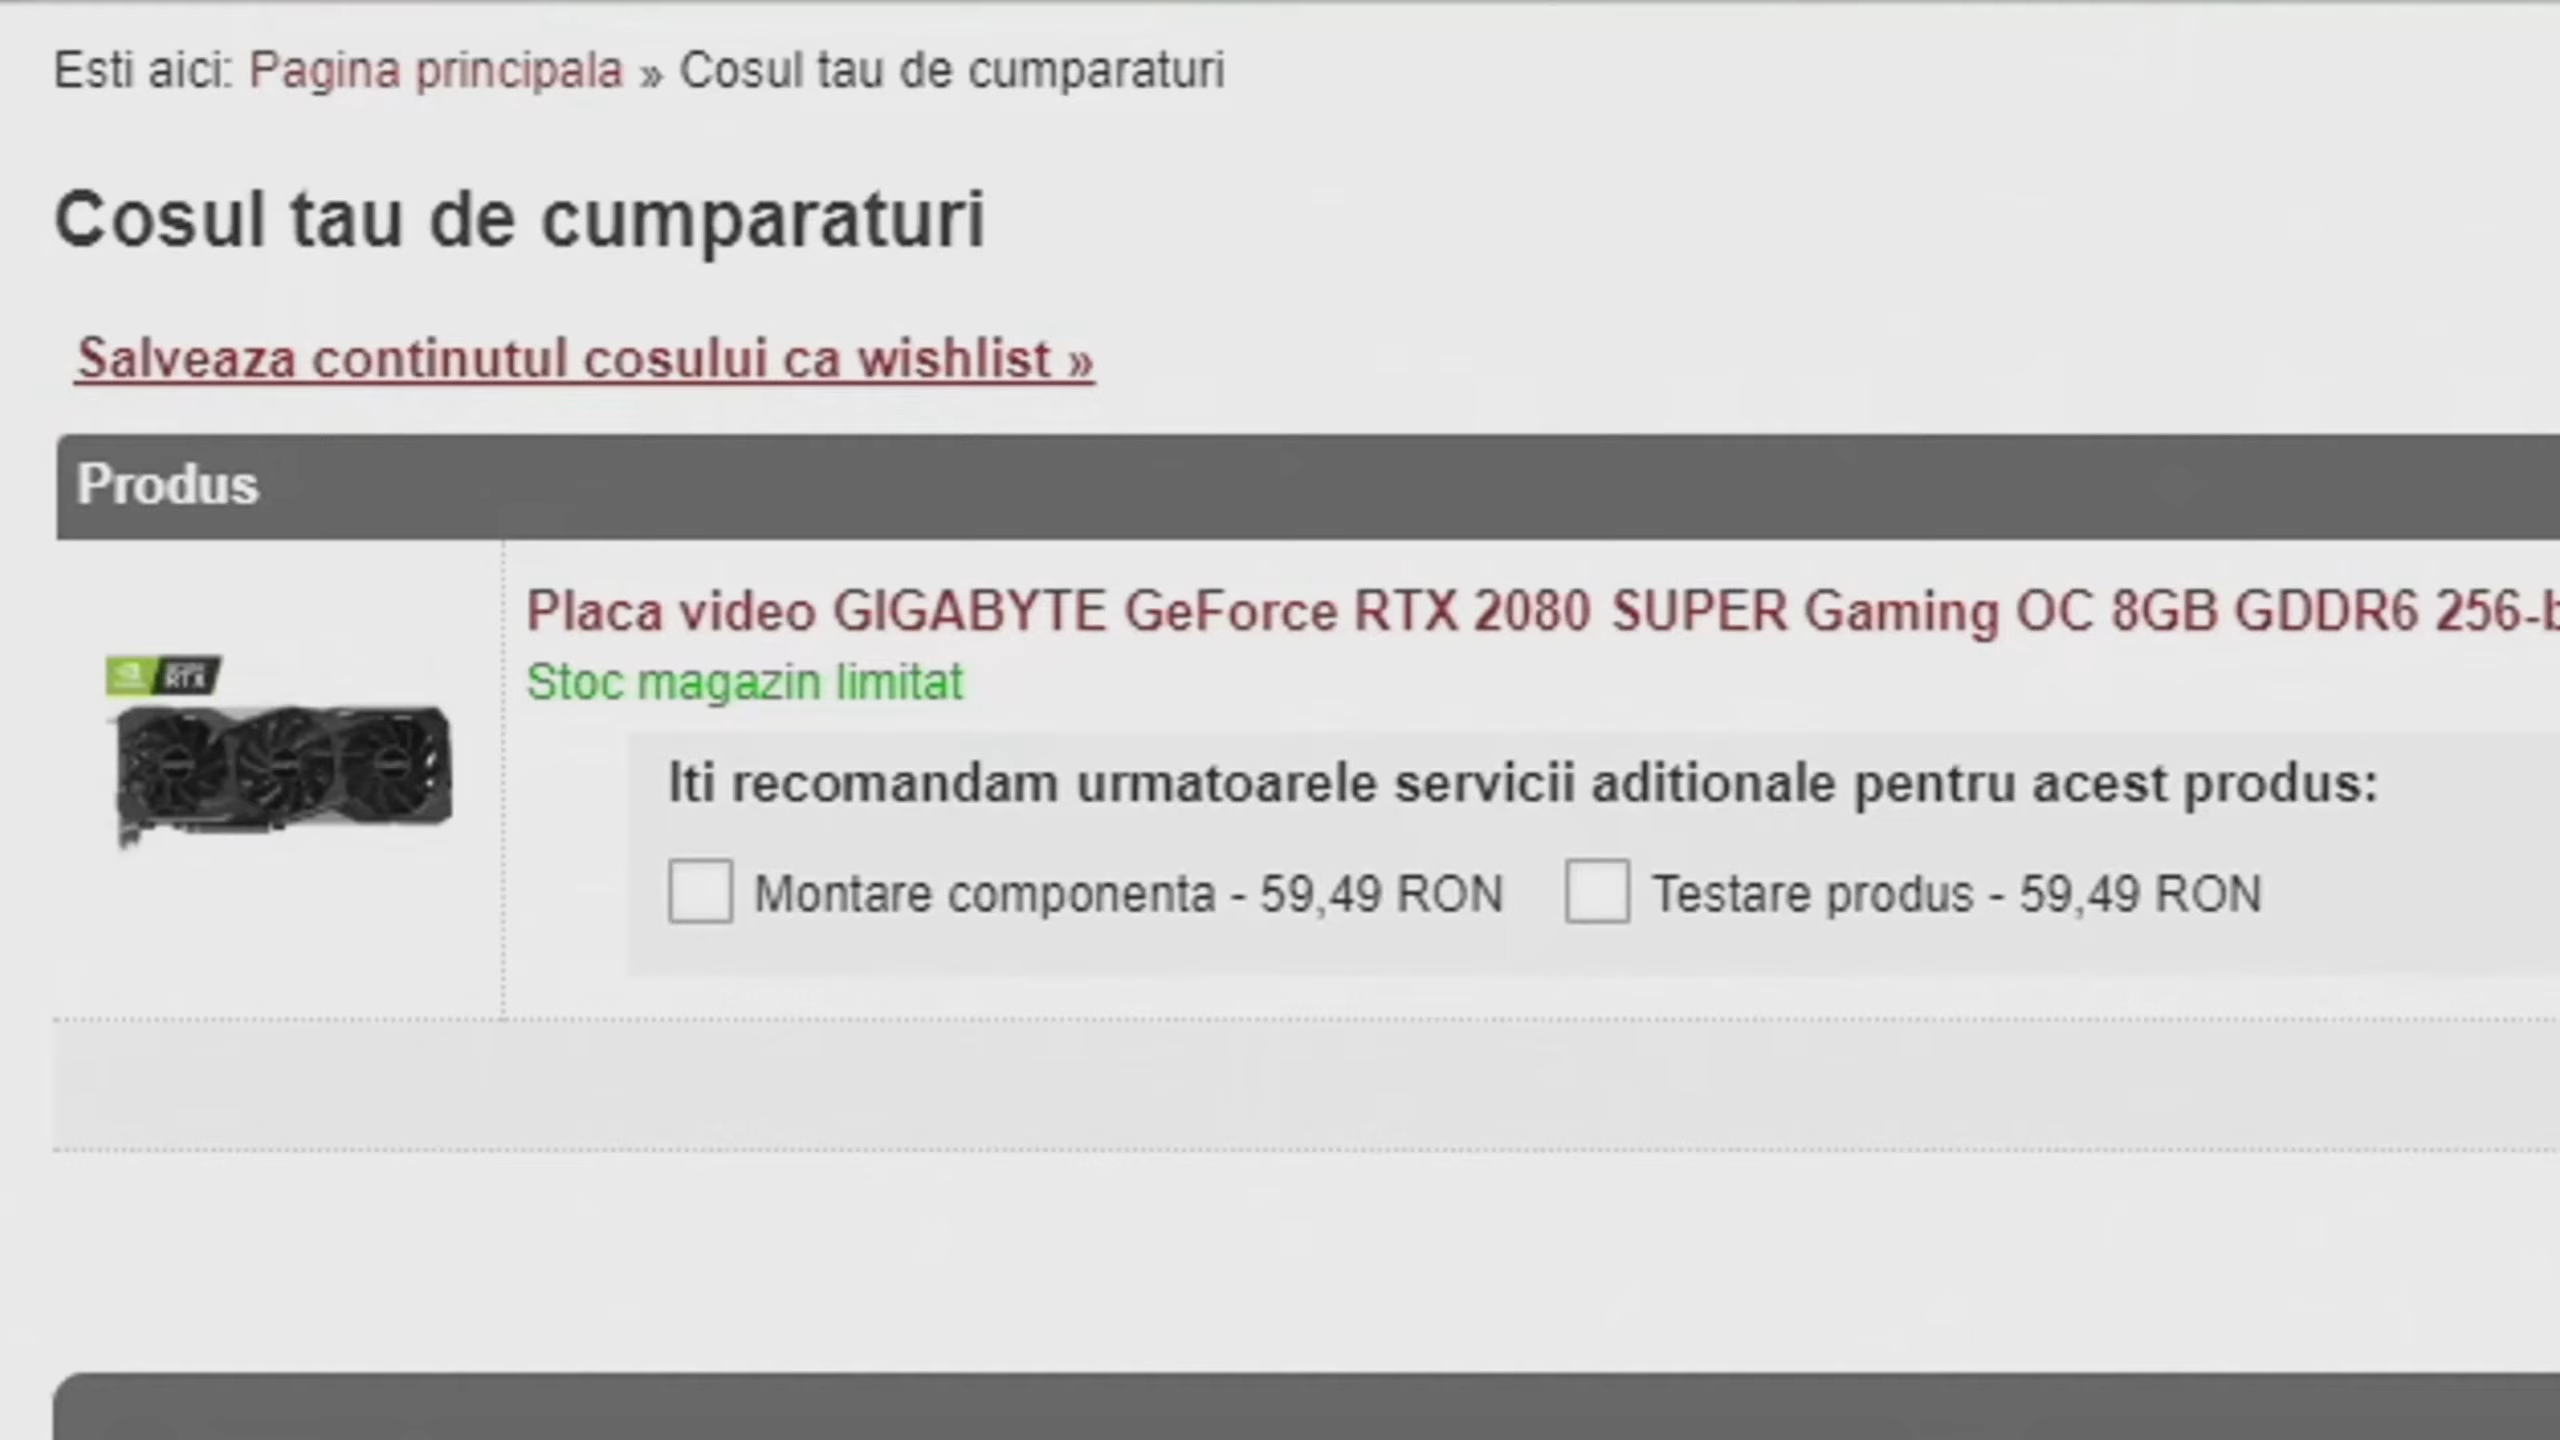 Esti aici: Pagina principala » Cosul tau de cumparaturi
Cosul tau de cumparaturi
Salveaza continutul cosului ca wishlist »
Produs
Placa video GIGABYTE GeForce RTX 2080 SUPER Gaming OC 8GB GDDR6 256-b
RTX
Stoc magazin limitat
Iti recomandam urmatoarele servicii aditionale pentru acest produs:
Montare componenta - 59,49 RON Testare produs - 59,49 RON